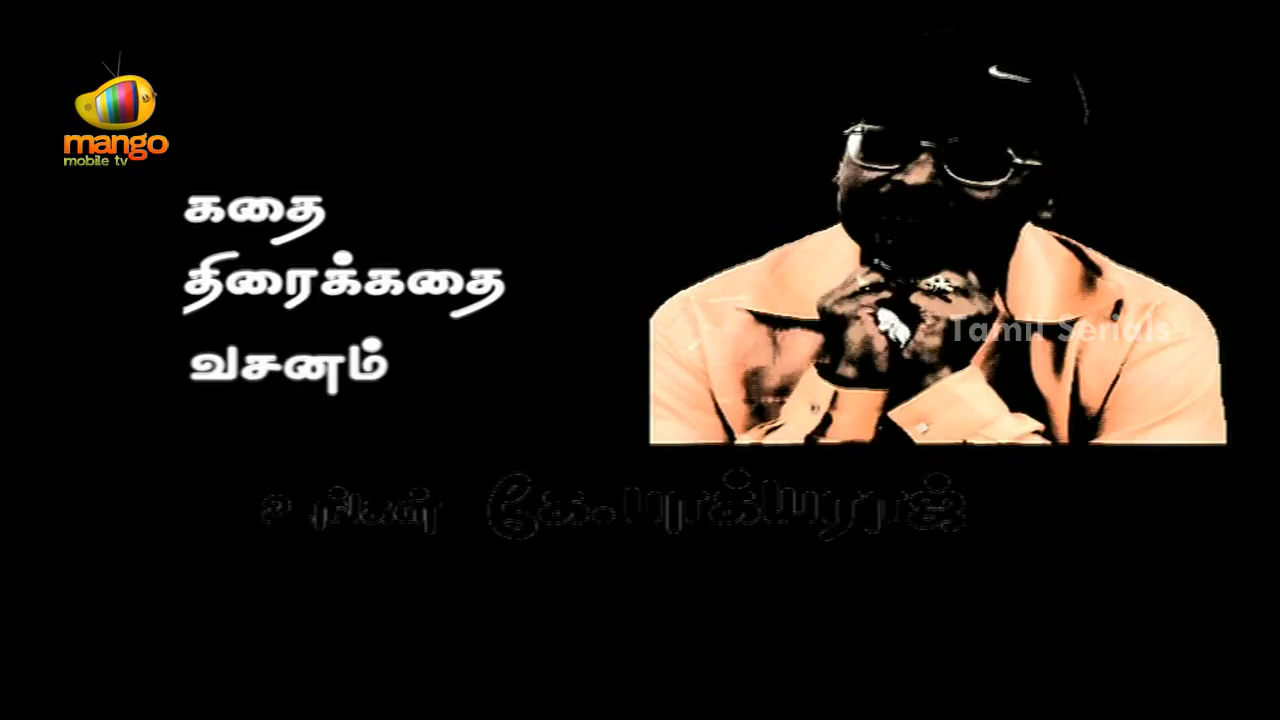 mango
mobile tv
கதை
திரைக்கதை
வசனம்
Tamil Serials
உங்கள் கே.பாக்யராஜ்